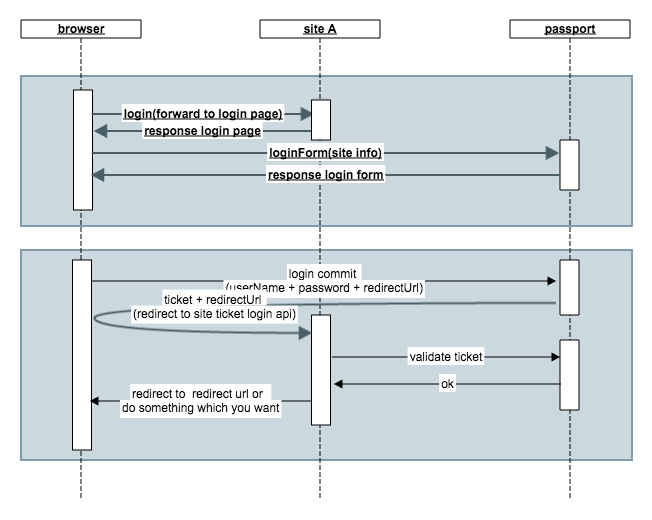 browser
site A
passport
login(forward to login page)
response login page
loginForm(site info)
response login form
login commit
(userName + password + redirectUrl)
ticket + redirectUrl
(redirect to site ticket login api)
validate ticket
ok
redirect to  redirect url or
do something which you want